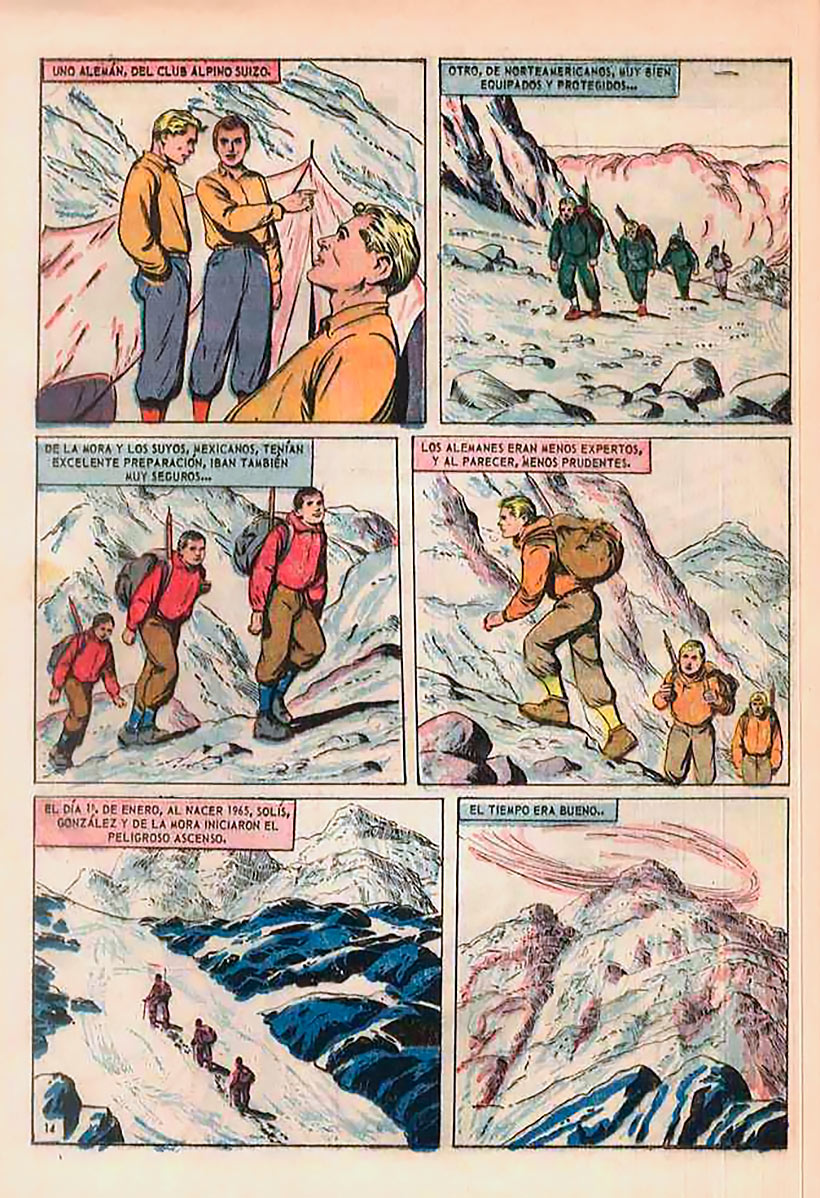 UNO ALEMÁN, DEL CLUB ALPINO SUIZO.
OTRO, DE NORTEAMERICANOS, MUY BIEN
EQUIPADOS Y PROTEGIDOS...
DE LA MORA Y LOS SUYOS, MEXICANOS, TENÍAN
EXCELENTE PREPARACIÓN, IBAN TAMBIÉN
MUY SEGUROS...
LOS ALEMANES ERAN MENOS EXPERTOS,
Y AL PARECER, MENOS PRUDENTES.
EL DÍA 1º. DE ENERO, AL NACER 1965, SOLÍS,
GONZÁLEZ Y DE LA MORA INICIARON EL
PELIGROSO ASCENSO.
EL TIEMPO ERA BUENO..
14